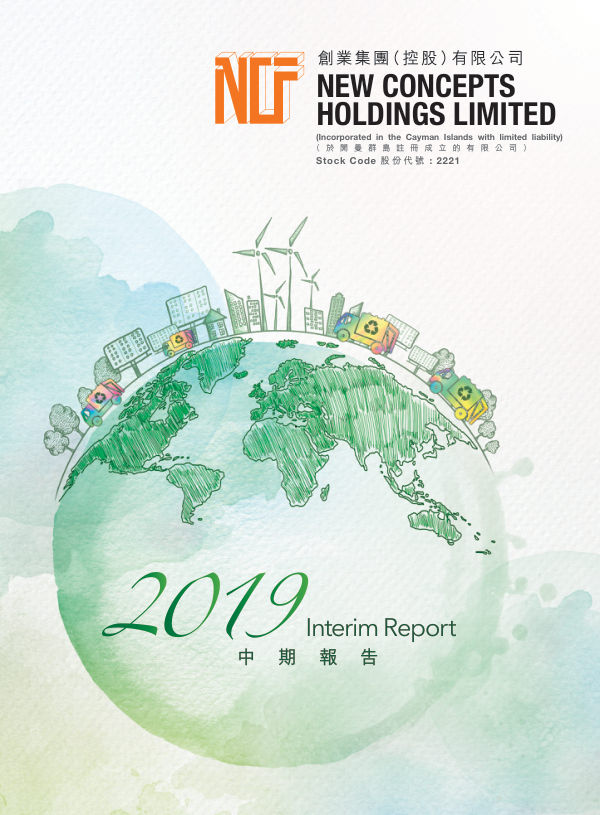 NCF
創業集團（控股）有限公司
NEW CONCEPTS
HOLDINGS LIMITED
(Incorporated in the Cayman Islands with limited liability)
（於開曼群島註冊成立的有限公司）
Stock Code 股份代號 : 2221
2019 Interim Report
中期報告